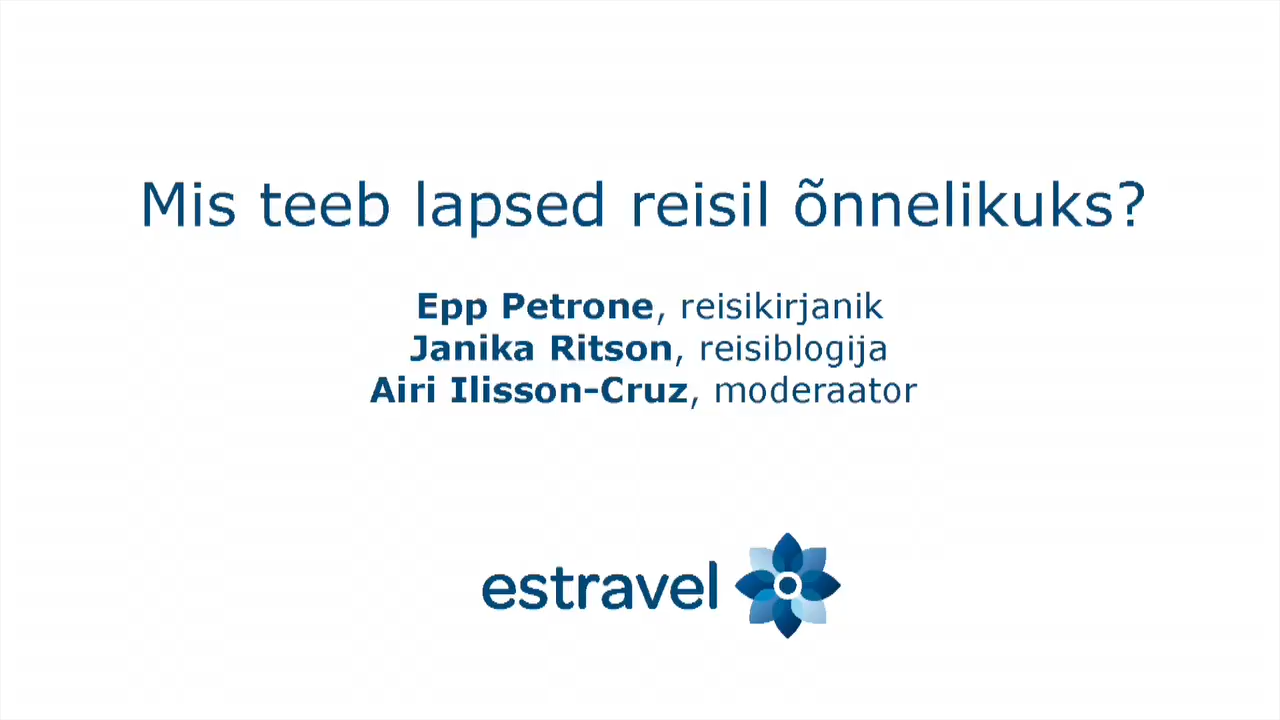 Mis teeb lapsed reisil õnnelikuks?
Epp Petrone, reisikirjanik
Janika Ritson, reisiblogija
Airi Ilisson-Cruz, moderaator
estravel